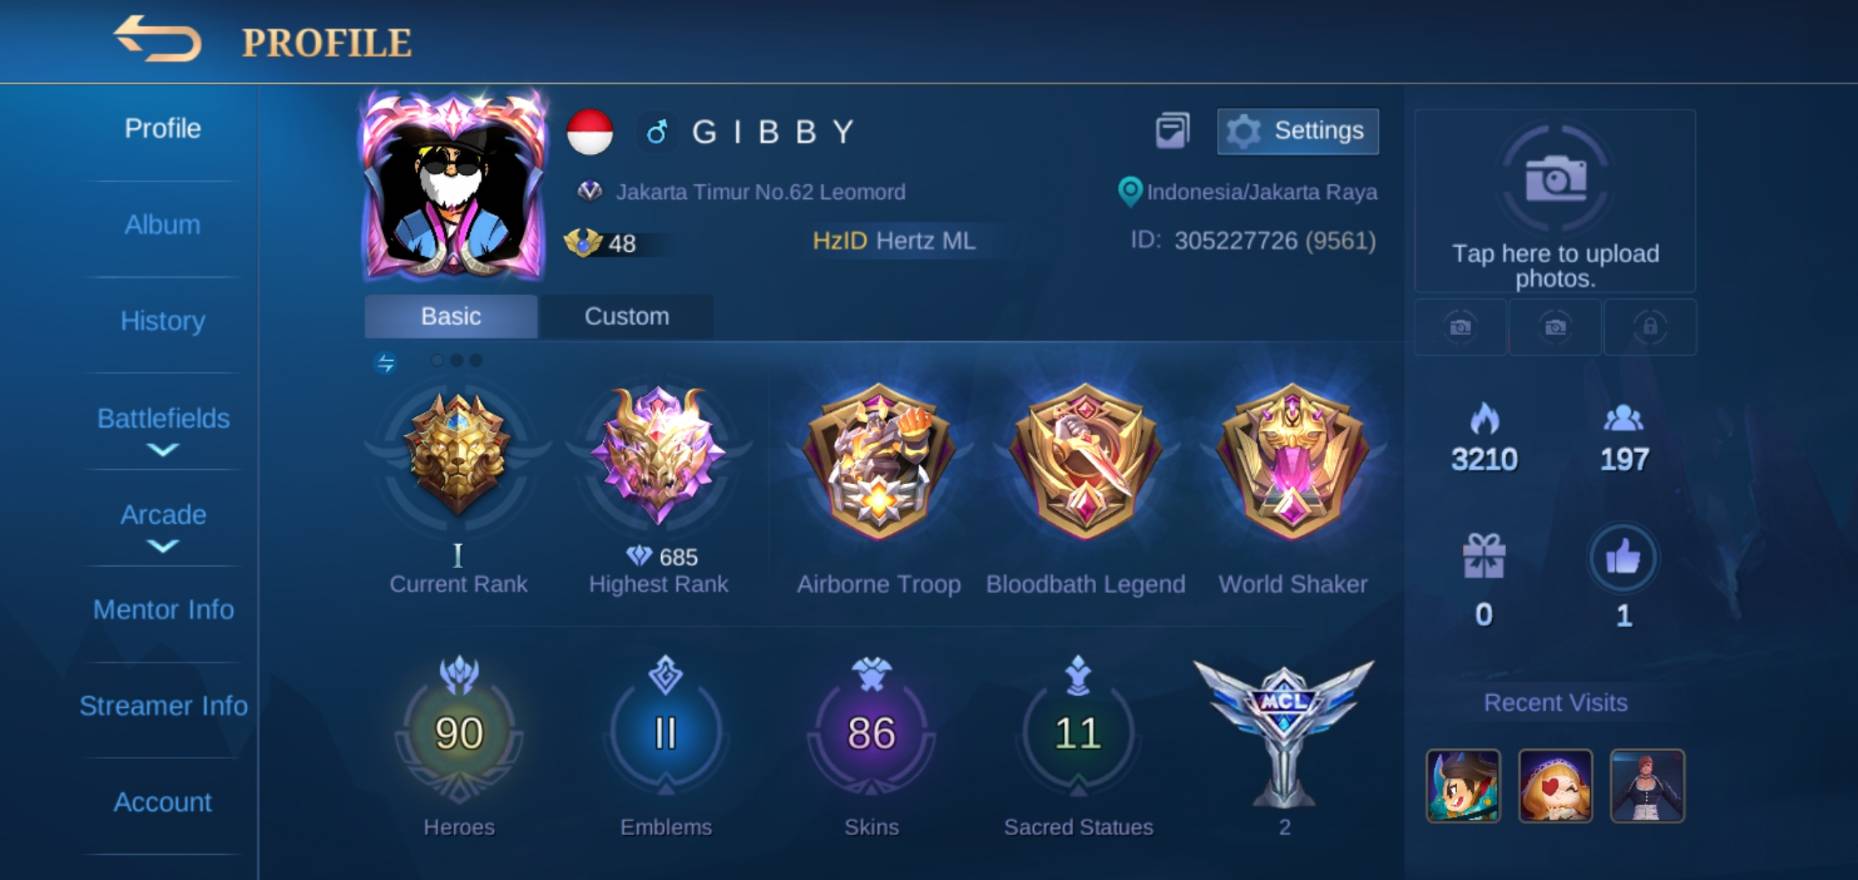 PROFILE
Profile
Album
History
Battlefields
Arcade
Mentor Info
Streamer Info
Account
G I B B Y
Settings
Jakarta Timur No.62 Leomord
Indonesia/Jakarta Raya
48
HzID Hertz ML
ID: 305227726 (9561)
Basic
Custom
I
Current Rank
685
Highest Rank
Airborne Troop
Bloodbath Legend
World Shaker
90
Heroes
II
Emblems
86
Skins
11
Sacred Statues
MCL
2
Tap here to upload
photos.
3210
197
0
1
Recent Visits